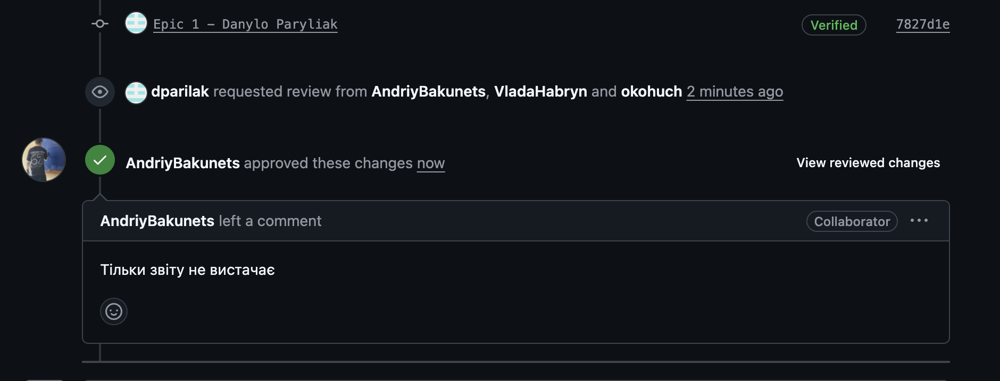 Epic 1 – Danylo Paryliak Verified 7827d1e
dparilak requested review from AndriyBakunets, VladaHabryn and okohuch 2 minutes ago
AndriyBakunets approved these changes now View reviewed changes
AndriyBakunets left a comment Collaborator
Тільки звіту не вистачає